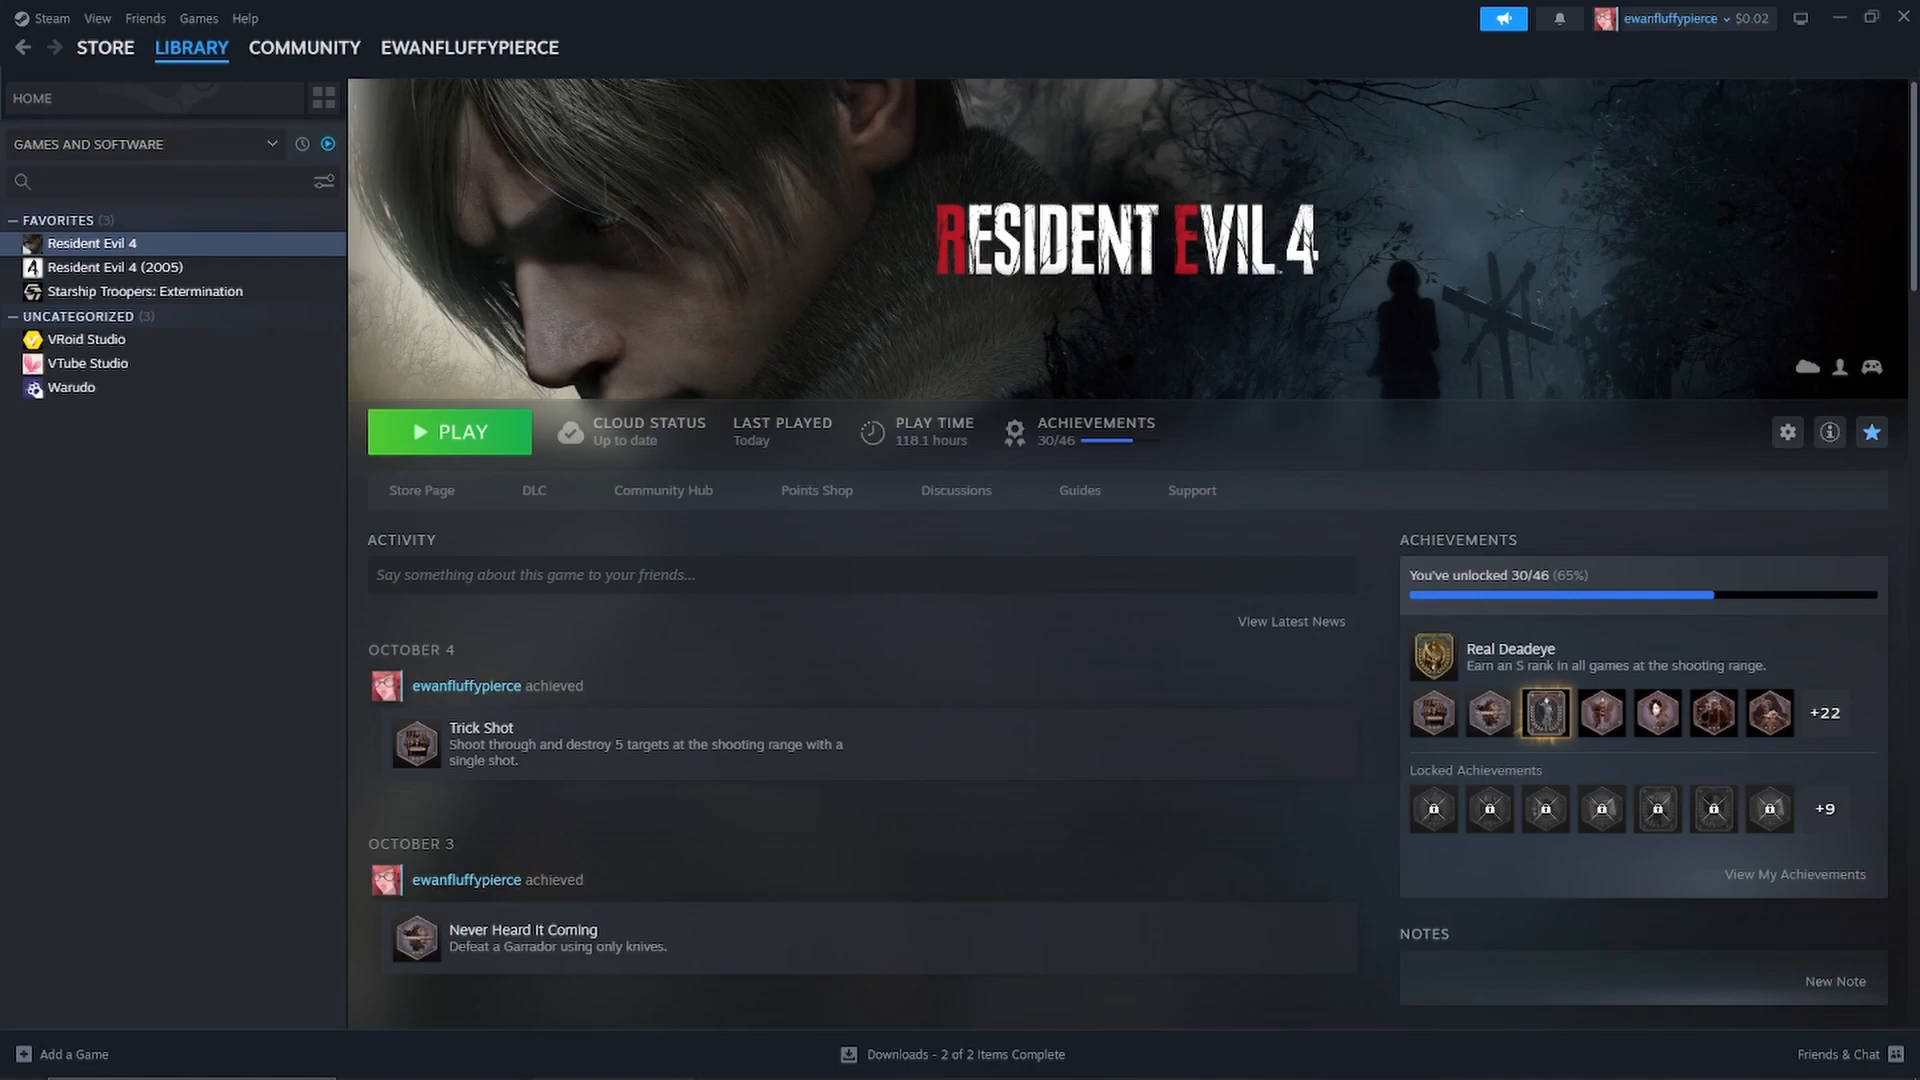 Steam View Friends Games Help
ewanfluffypierce $0.02
STORE LIBRARY COMMUNITY EWANFLUFFYPIERCE
HOME
GAMES AND SOFTWARE
FAVORITES (3)
Resident Evil 4
Resident Evil 4 (2005)
Starship Troopers: Extermination
UNCATEGORIZED (3)
VRoid Studio
VTube Studio
Warudo
RESIDENT EVIL 4
PLAY
CLOUD STATUS
Up to date
LAST PLAYED
Today
PLAY TIME
118.1 hours
ACHIEVEMENTS
30/46
Store Page DLC Community Hub Points Shop Discussions Guides Support
ACTIVITY
Say something about this game to your friends...
View Latest News
OCTOBER 4
ewanfluffypierce achieved
Trick Shot
Shoot through and destroy 5 targets at the shooting range with a
single shot.
OCTOBER 3
ewanfluffypierce achieved
Never Heard It Coming
Defeat a Garrador using only knives.
ACHIEVEMENTS
You've unlocked 30/46 (65%)
Real Deadeye
Earn an S rank in all games at the shooting range.
+22
Locked Achievements
+9
View My Achievements
NOTES
New Note
Add a Game
Downloads - 2 of 2 Items Complete
Friends & Chat